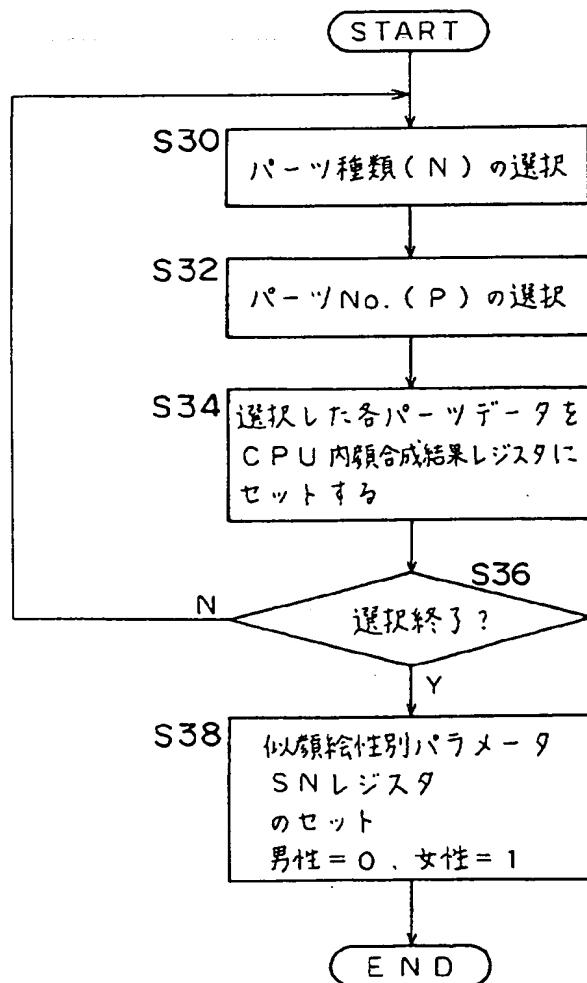 START
S30
パーツ種類(N)の選択
S32
パーツNo.(P)の選択
S34
選択した各パーツデータを
CPU内顔合成結果レジスタに
セットする
S36
選択終了?
N
Y
S38
似顔絵性別パラメータ
SNレジスタ
のセット
男性=0、女性=1
END